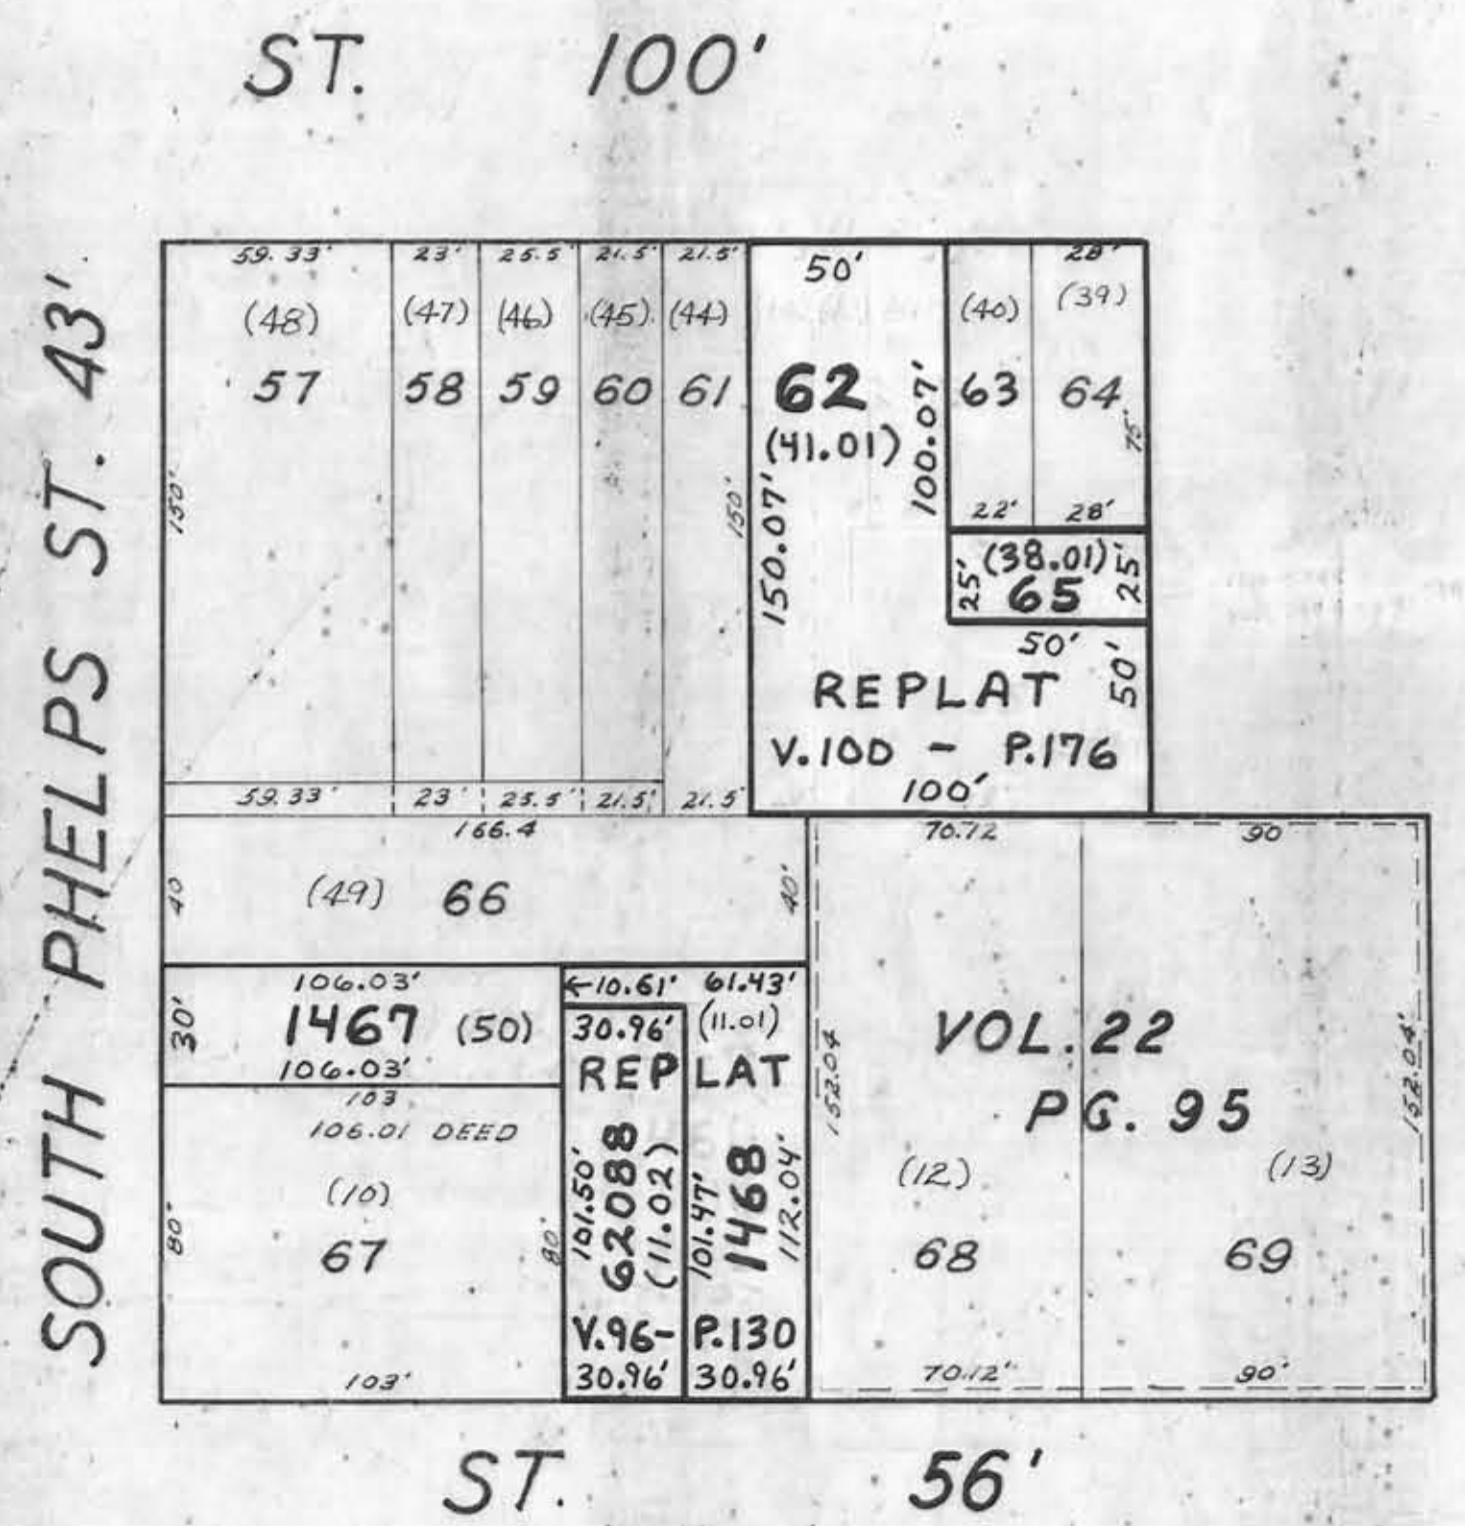 ST. 100'
SOUTH PHELPS ST. 43'
59.33' 23' 25.5' 21.5' 21.5'
(48) (47) (46) (45) (44)
57 58 59 60 61
150'
150'
50'
62
(41.01)
100.07'
150.07'
REPLAT
V.100 - P.176
100'
28'
(40) (39)
63 64
75'
22' 28'
(38.01)
25' 65 25'
50'
50'
59.33' 23' 25.5' 21.5' 21.5'
166.4
40 (49) 66 40'
106.03'
30' 1467 (50)
106.03'
103
106.01 DEED
(10)
80' 67 80'
103'
←10.61' 61.43'
30.96' (11.01)
REPLAT
101.50'
62088
(11.02)
101.47'
1468
112.04'
V.96- P.130
30.96' 30.96'
70.12 90
VOL. 22
PG. 95
152.04
152.04'
(12) (13)
68 69
70.12' 90'
ST. 56'